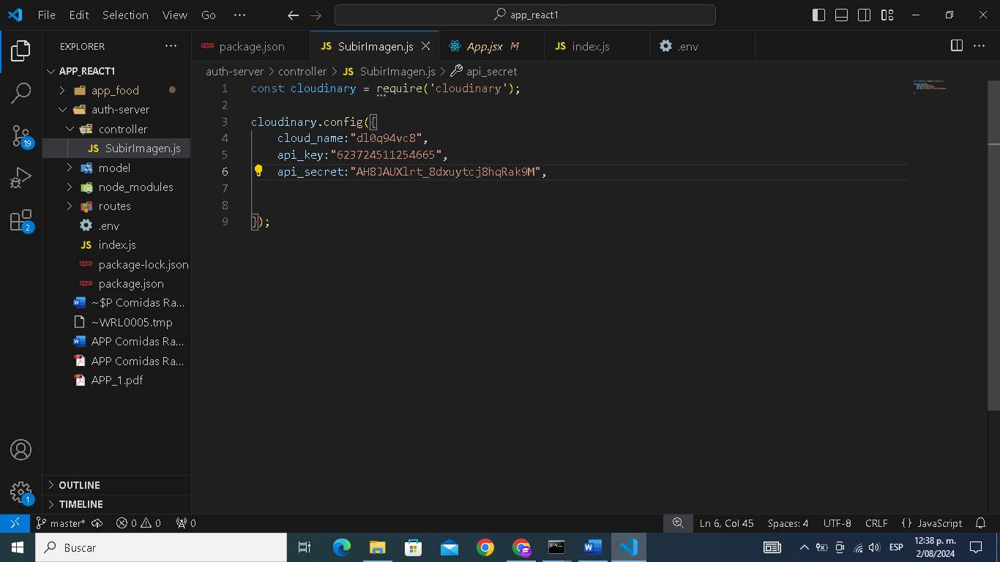 File Edit Selection View Go ··· app_react1
EXPLORER ···
package.json
JS SubirImagen.js
App.jsx M
JS index.js
.env
APP_REACT1
auth-server > controller > JS SubirImagen.js > api_secret
app_food
auth-server
controller
JS SubirImagen.js
model
node_modules
routes
.env
JS index.js
package-lock.json
package.json
~$P Comidas Ra...
~WRL0005.tmp
APP Comidas Ra...
APP Comidas Ra...
APP_1.pdf
OUTLINE
TIMELINE
19
2
1
1 const cloudinary = require('cloudinary');
2
3 cloudinary.config({
4 cloud_name:"dl0q94vc8",
5 api_key:"623724511254665",
6 api_secret:"AH8JAUXlrt_8dxuytcj8hqRak9M",
7
8
9 });
master* 0 0 0 Ln 6, Col 45 Spaces: 4 UTF-8 CRLF {} JavaScript
Buscar
ESP
12:38 p. m.
2/08/2024